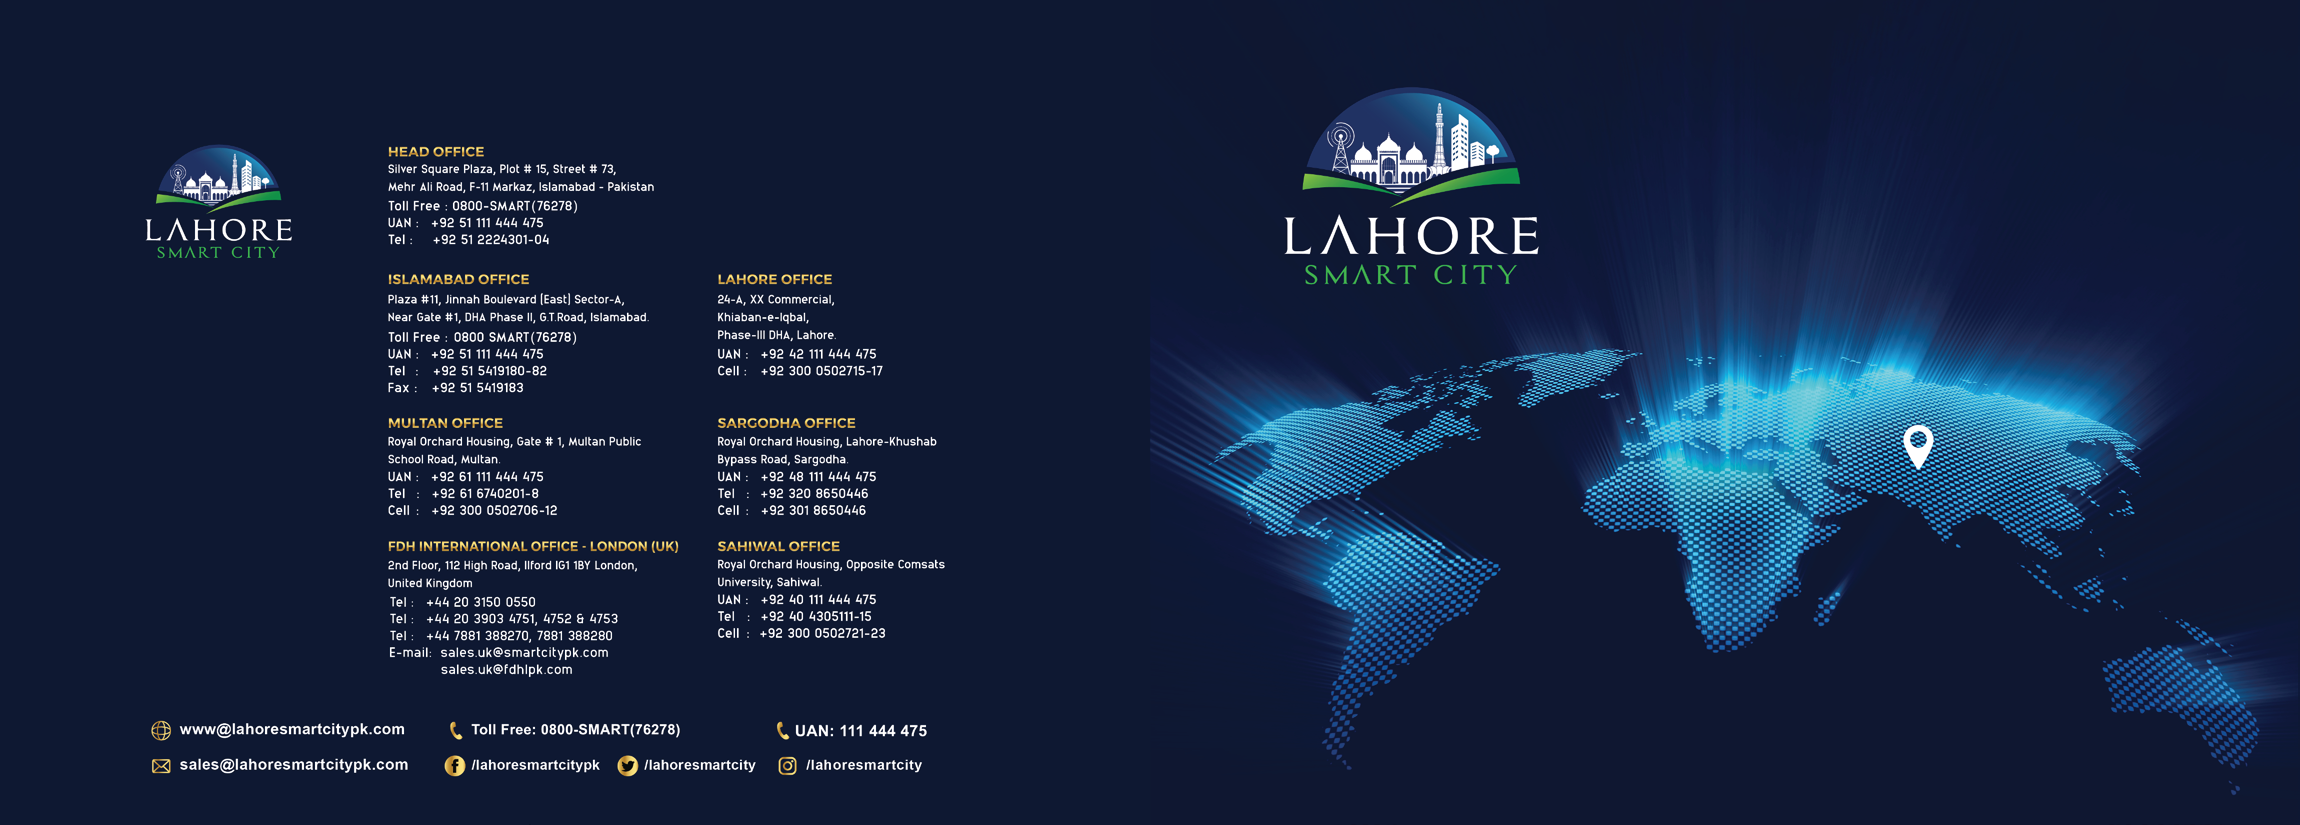 LAHORE
SMART CITY
HEAD OFFICE
Silver Square Plaza, Plot # 15, Street # 73,
Mehr Ali Road, F-11 Markaz, Islamabad - Pakistan
Toll Free : 0800-SMART(76278)
UAN : +92 51 111 444 475
Tel : +92 51 2224301-04
ISLAMABAD OFFICE
Plaza #11, Jinnah Boulevard (East) Sector-A,
Near Gate #1, DHA Phase II, G.T.Road, Islamabad.
Toll Free : 0800 SMART(76278)
UAN : +92 51 111 444 475
Tel : +92 51 5419180-82
Fax : +92 51 5419183
LAHORE OFFICE
24-A, XX Commercial,
Khiaban-e-Iqbal,
Phase-III DHA, Lahore.
UAN : +92 42 111 444 475
Cell : +92 300 0502715-17
MULTAN OFFICE
Royal Orchard Housing, Gate # 1, Multan Public
School Road, Multan.
UAN : +92 61 111 444 475
Tel : +92 61 6740201-8
Cell : +92 300 0502706-12
SARGODHA OFFICE
Royal Orchard Housing, Lahore-Khushab
Bypass Road, Sargodha.
UAN : +92 48 111 444 475
Tel : +92 320 8650446
Cell : +92 301 8650446
FDH INTERNATIONAL OFFICE - LONDON (UK)
2nd Floor, 112 High Road, Ilford IG1 1BY London,
United Kingdom
Tel : +44 20 3150 0550
Tel : +44 20 3903 4751, 4752 & 4753
Tel : +44 7881 388270, 7881 388280
E-mail: sales.uk@smartcitypk.com
sales.uk@fdhlpk.com
SAHIWAL OFFICE
Royal Orchard Housing, Opposite Comsats
University, Sahiwal.
UAN : +92 40 111 444 475
Tel : +92 40 4305111-15
Cell : +92 300 0502721-23
www@lahoresmartcitypk.com
Toll Free: 0800-SMART(76278)
UAN: 111 444 475
sales@lahoresmartcitypk.com
/lahoresmartcitypk
/lahoresmartcity
/lahoresmartcity
LAHORE
SMART CITY